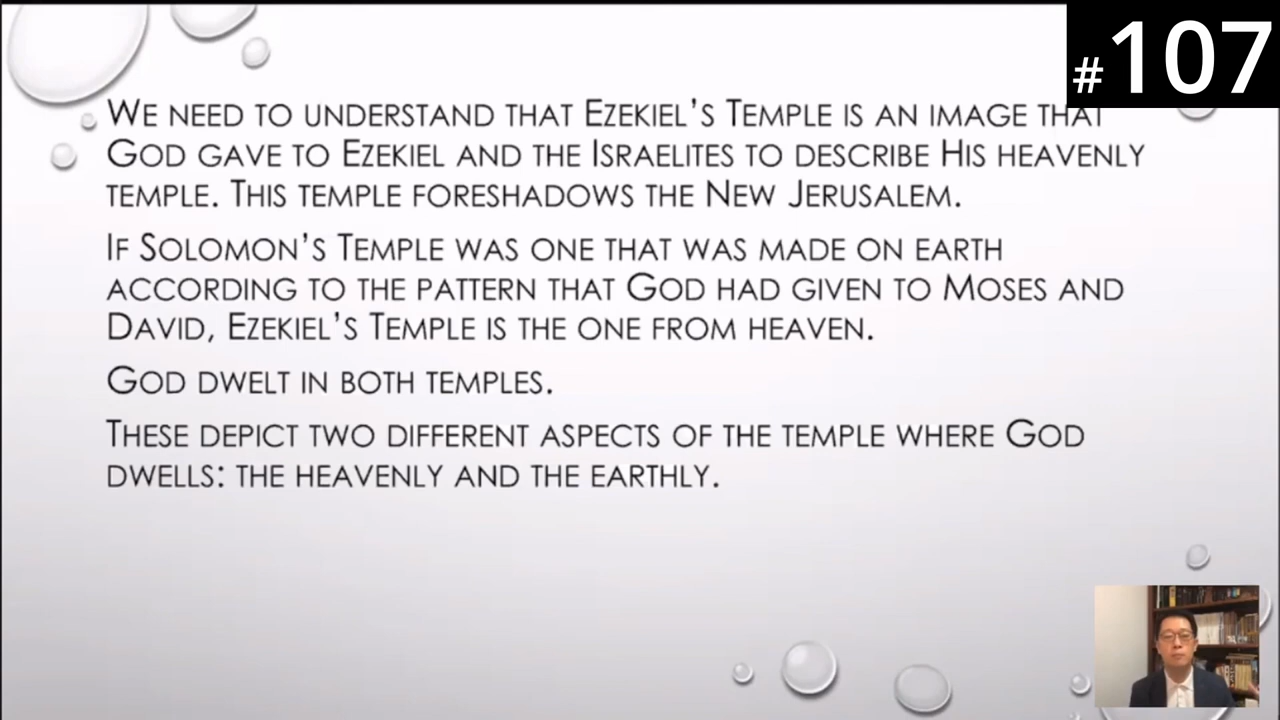 #107
We need to understand that Ezekiel’s Temple is an image that
God gave to Ezekiel and the Israelites to describe His heavenly
temple. This temple foreshadows the New Jerusalem.
If Solomon’s Temple was one that was made on earth
according to the pattern that God had given to Moses and
David, Ezekiel’s Temple is the one from heaven.
God dwelt in both temples.
These depict two different aspects of the temple where God
dwells: the heavenly and the earthly.